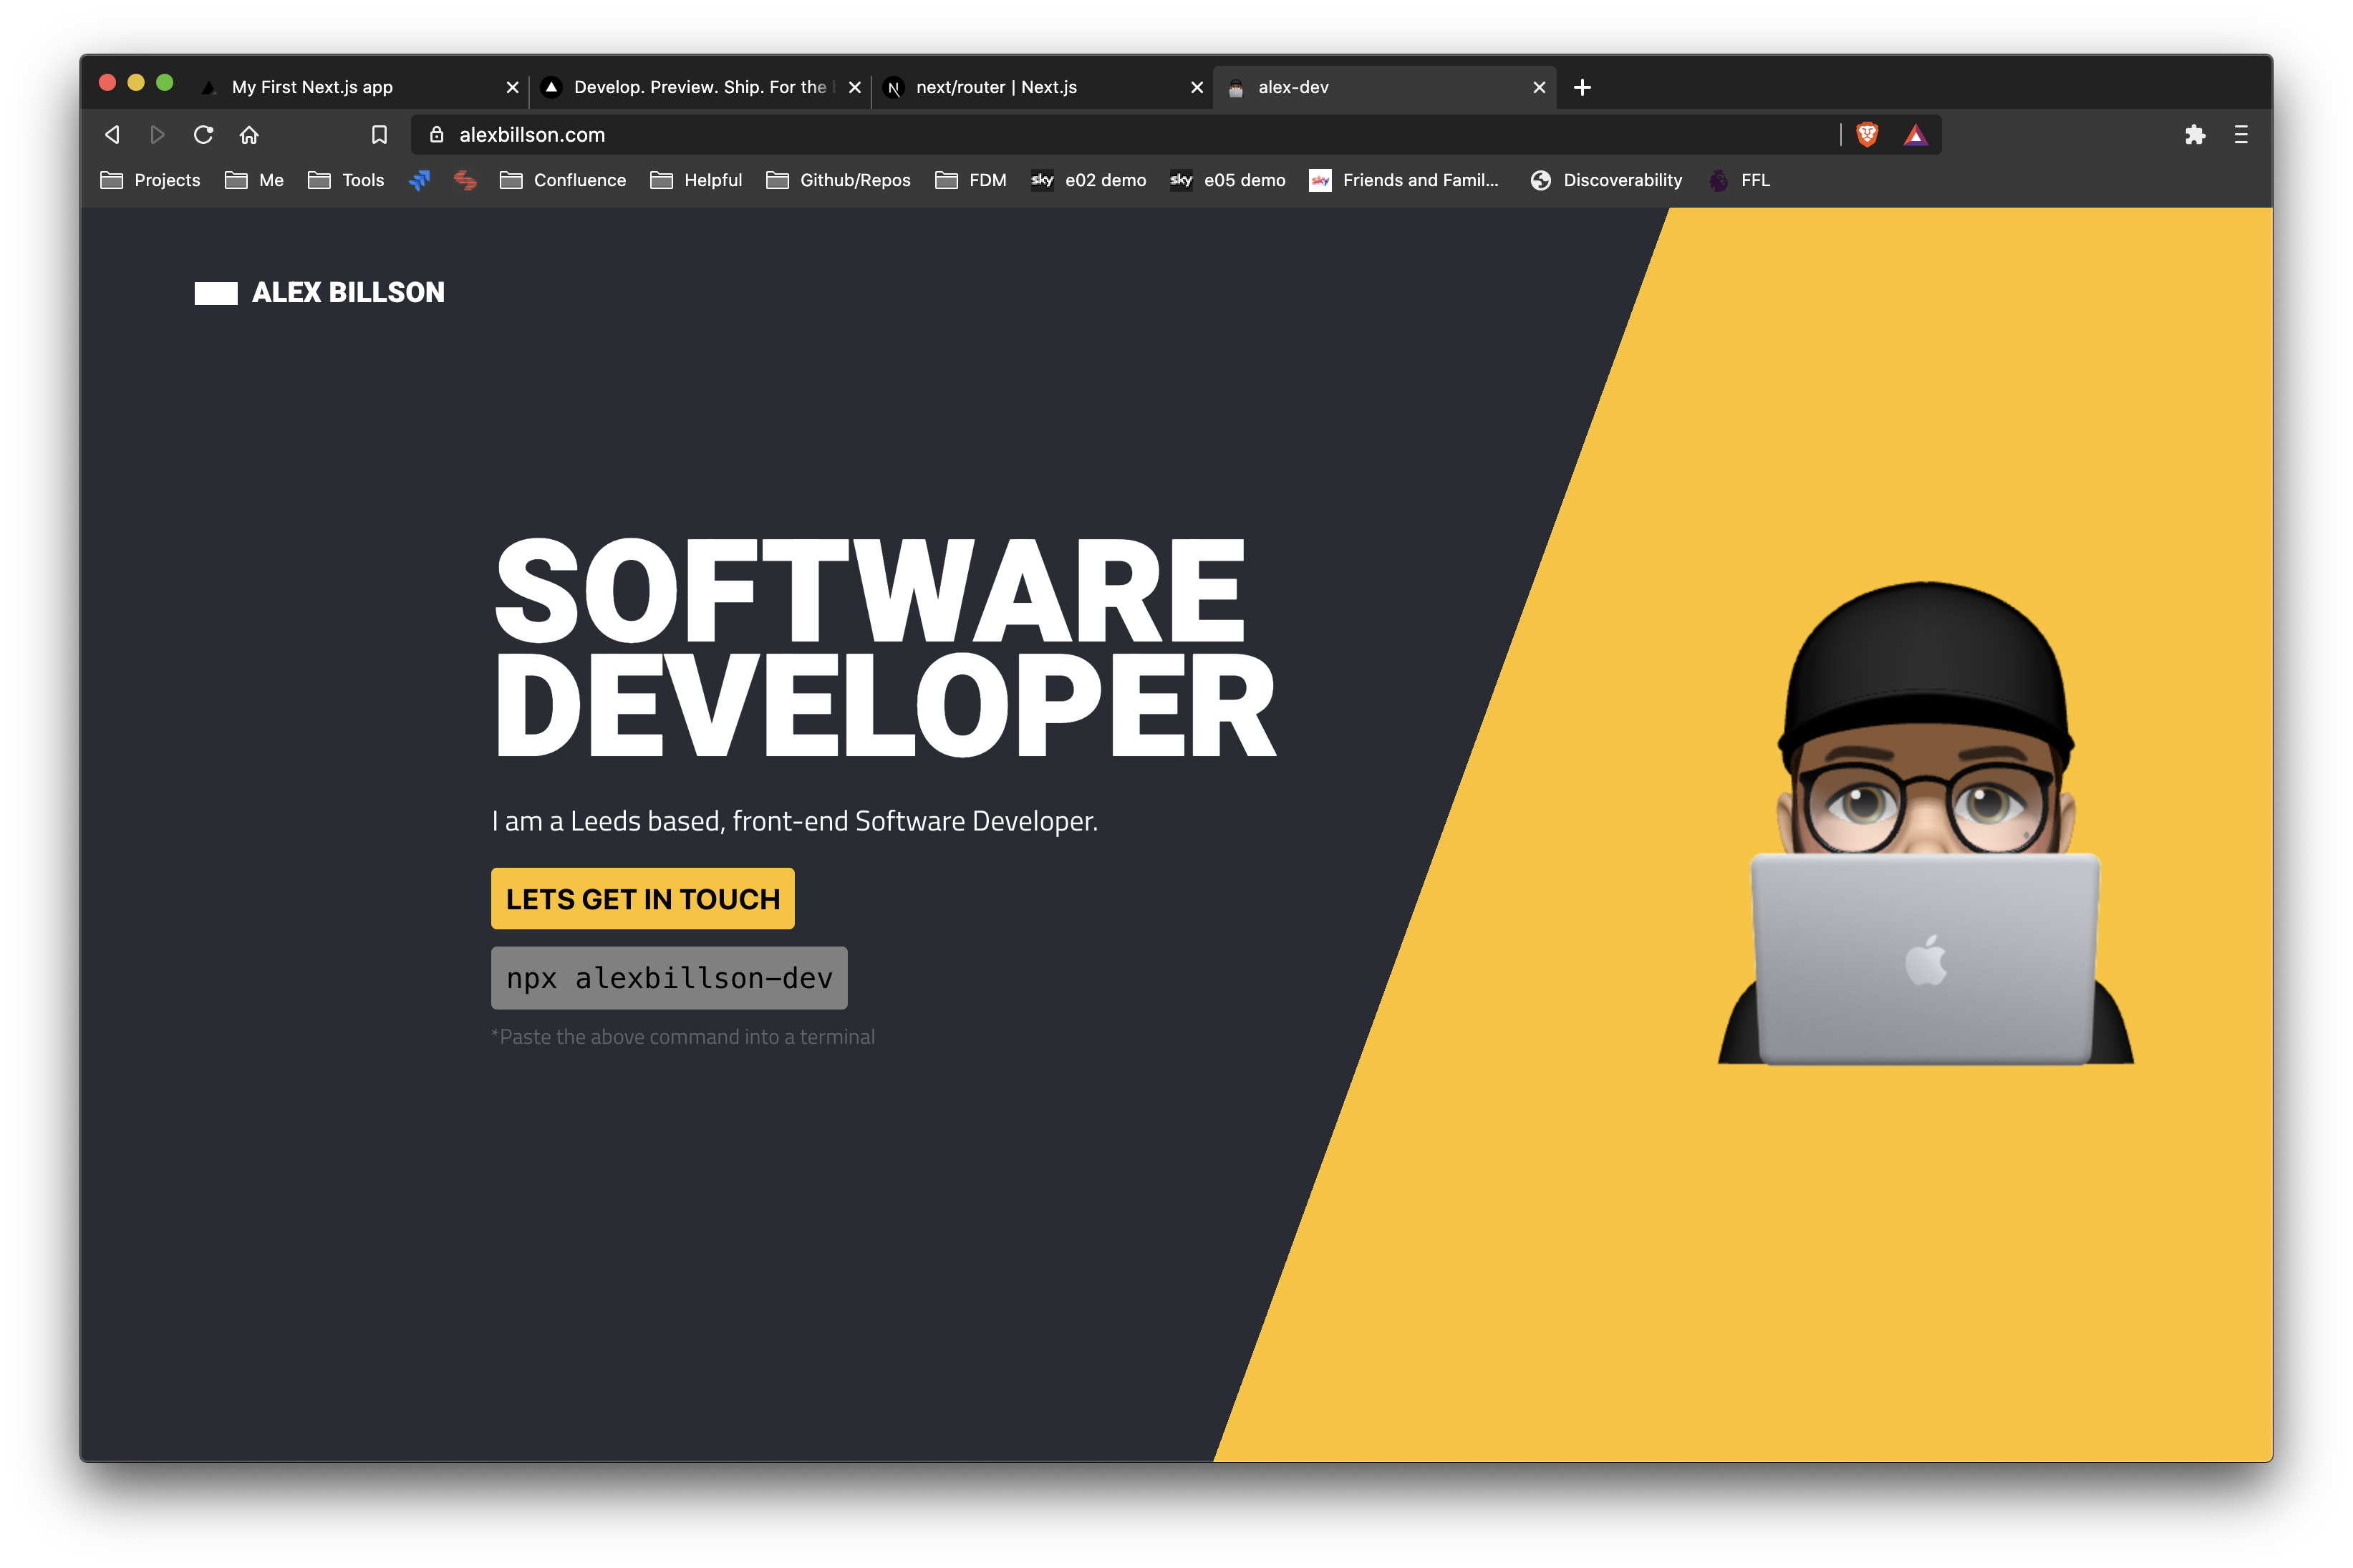 My First Next.js app
Develop. Preview. Ship. For the
next/router | Next.js
alex-dev
alexbillson.com
Projects
Me
Tools
Confluence
Helpful
Github/Repos
FDM
sky
e02 demo
sky
e05 demo
sky
Friends and Famil...
Discoverability
FFL
ALEX BILLSON
SOFTWARE
DEVELOPER
I am a Leeds based, front-end Software Developer.
LETS GET IN TOUCH
npx alexbillson-dev
*Paste the above command into a terminal